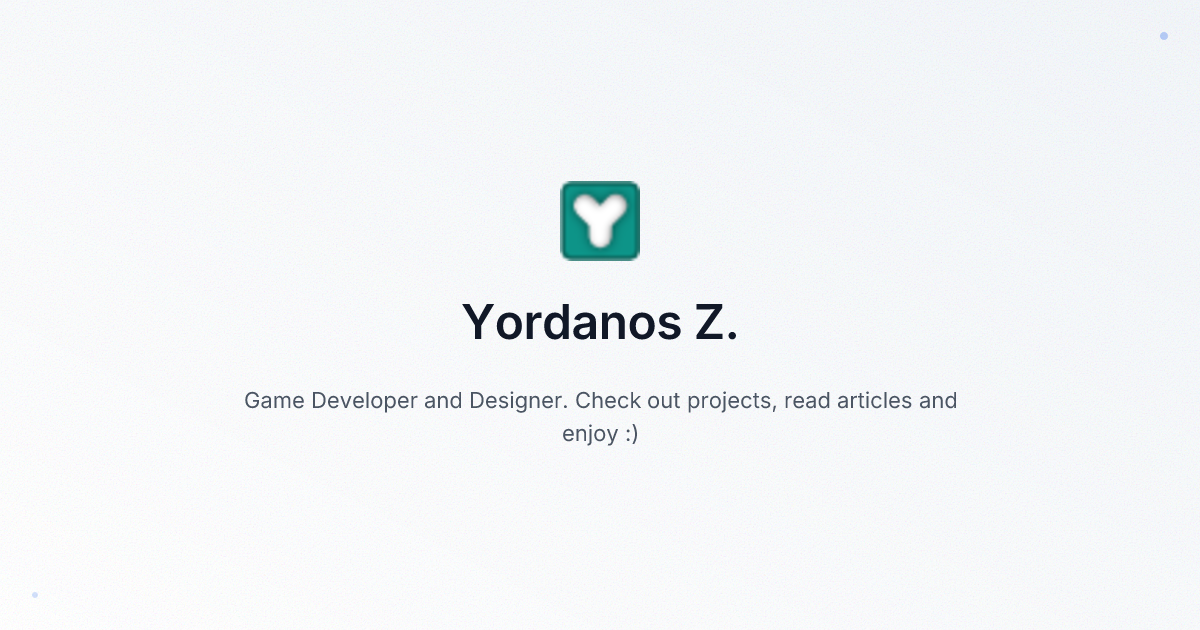 Y
Yordanos Z.
Game Developer and Designer. Check out projects, read articles and
enjoy :)